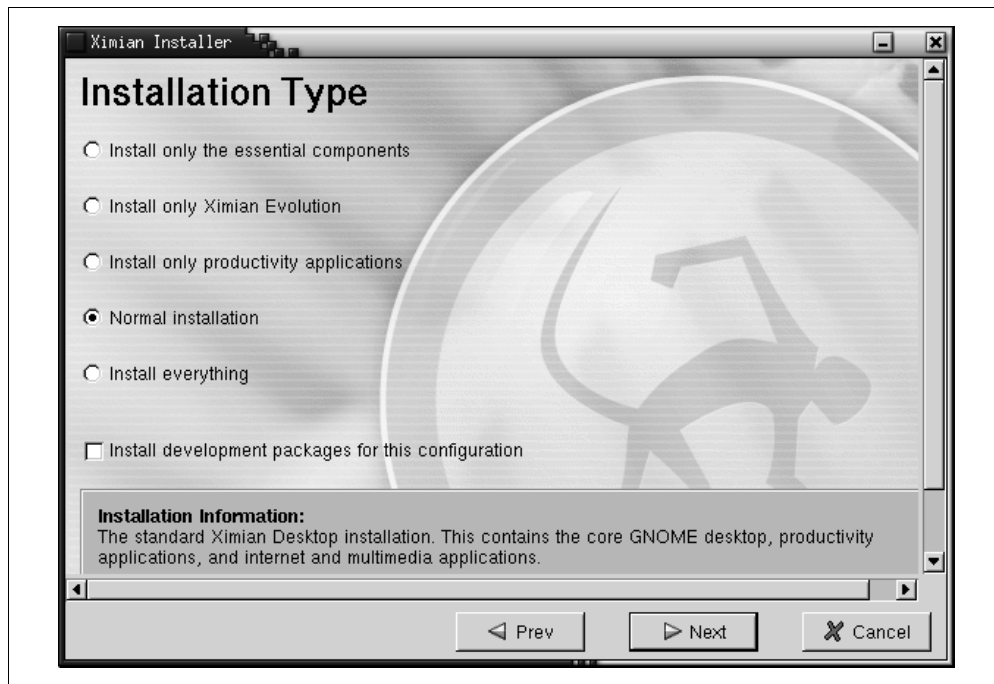 Ximian Installer
Installation Type
Install only the essential components
Install only Ximian Evolution
Install only productivity applications
Normal installation
Install everything
Install development packages for this configuration
Installation Information:
The standard Ximian Desktop installation. This contains the core GNOME desktop, productivity
applications, and internet and multimedia applications.
Prev
Next
Cancel